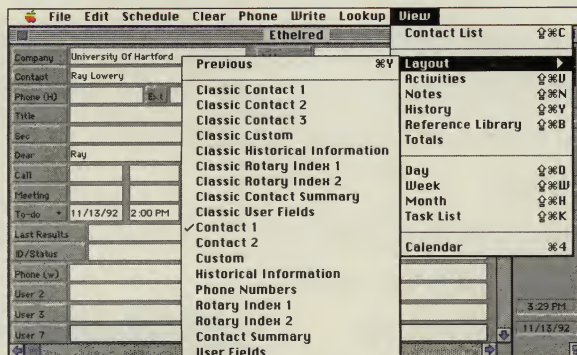 File Edit Schedule Clear Phone Write Lookup View
Ethelred
Contact List ⇧⌘C
Layout
Activities ⇧⌘U
Notes ⇧⌘N
History ⇧⌘Y
Reference Library ⇧⌘B
Totals
Day ⇧⌘D
Week ⇧⌘W
Month ⇧⌘H
Task List ⇧⌘K
Calendar ⌘4
Previous ⌘Y
Classic Contact 1
Classic Contact 2
Classic Contact 3
Classic Custom
Classic Historical Information
Classic Rotary Index 1
Classic Rotary Index 2
Classic Contact Summary
Classic User Fields
✓Contact 1
Contact 2
Custom
Historical Information
Phone Numbers
Rotary Index 1
Rotary Index 2
Contact Summary
User Fields
Company University Of Hartford
Contact Ray Lowery
Phone (H) Ext
Title
Sec
Dear Ray
Call
Meeting
To-do 11/13/92 2:00 PM
Last Results
ID/Status
Phone (w)
User 2
User 3
User 7
3:29 PM
11/13/92